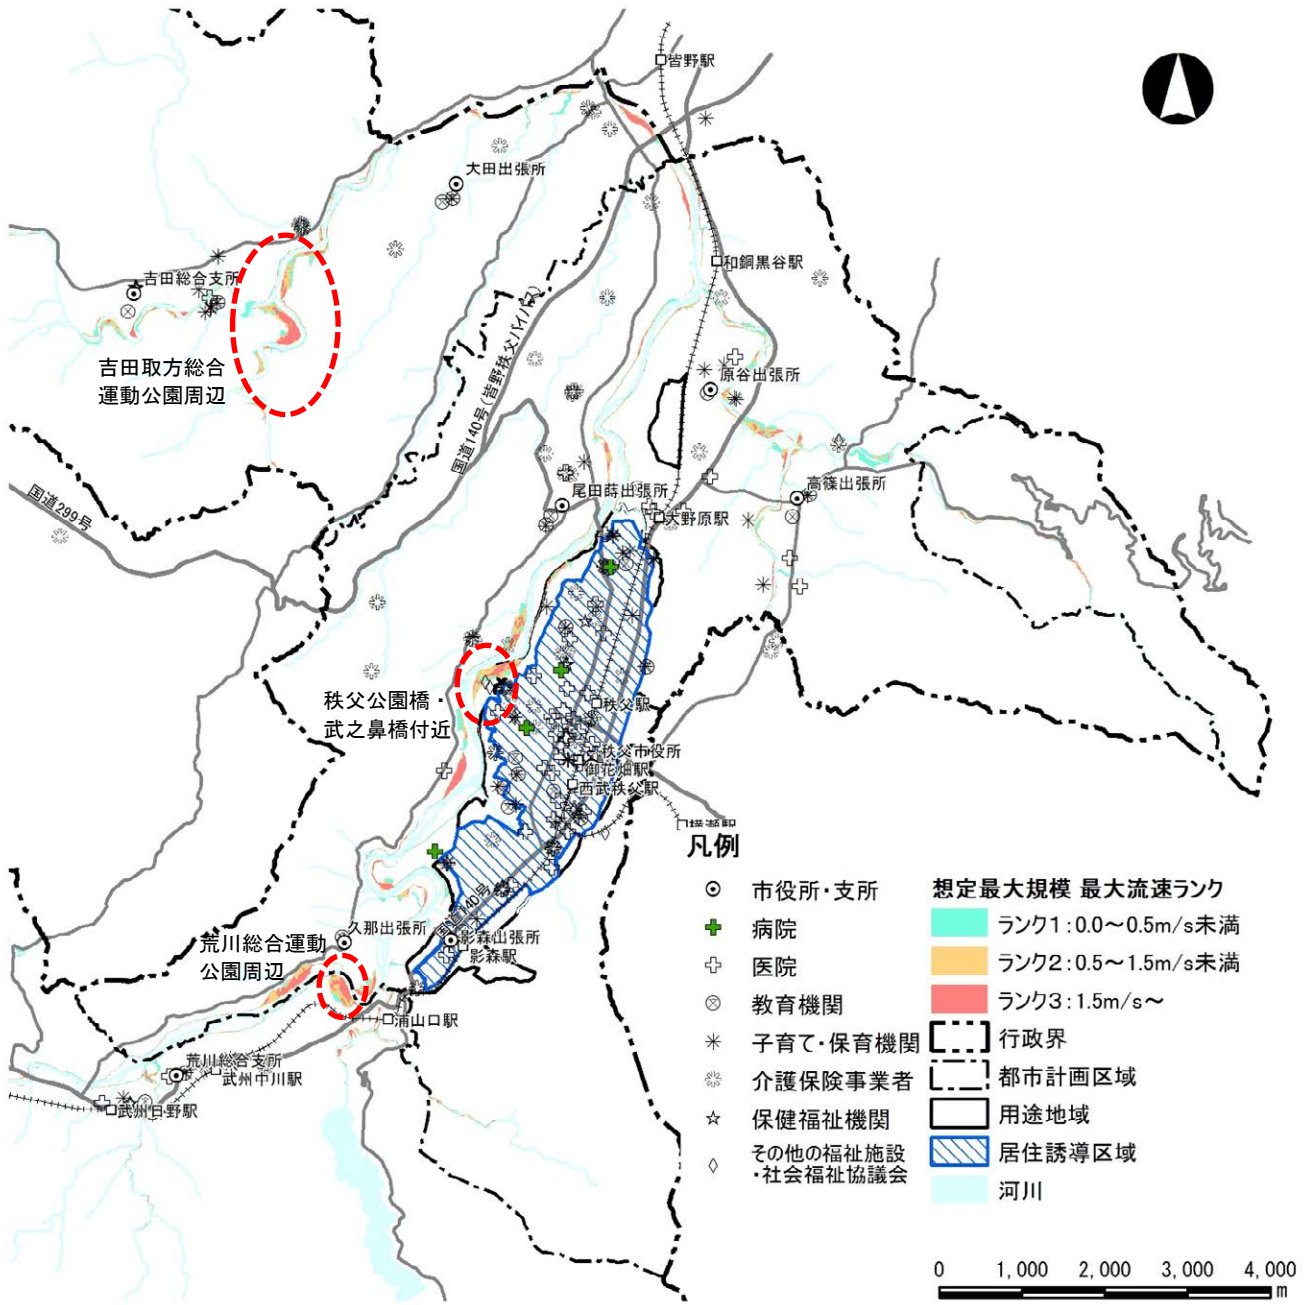 皆野駅
大田出張所
和銅黒谷駅
吉田総合支所
国道140号(皆野秩父バイパス)
吉田取方総合
運動公園周辺
原谷出張所
国道299号
尾田蒔出張所
高篠出張所
大野原駅
秩父公園橋・
武之鼻橋付近
秩父駅
秩父市役所
御花畑駅
西武秩父駅
横瀬駅
国道140号
久那出張所
影森出張所
影森駅
荒川総合運動
公園周辺
浦山口駅
荒川総合支所
武州中川駅
武州日野駅
凡例
市役所・支所
病院
医院
教育機関
子育て・保育機関
介護保険事業者
保健福祉機関
その他の福祉施設
・社会福祉協議会
想定最大規模 最大流速ランク
ランク1:0.0~0.5m/s未満
ランク2:0.5~1.5m/s未満
ランク3:1.5m/s~
行政界
都市計画区域
用途地域
居住誘導区域
河川
0 1,000 2,000 3,000 4,000
m